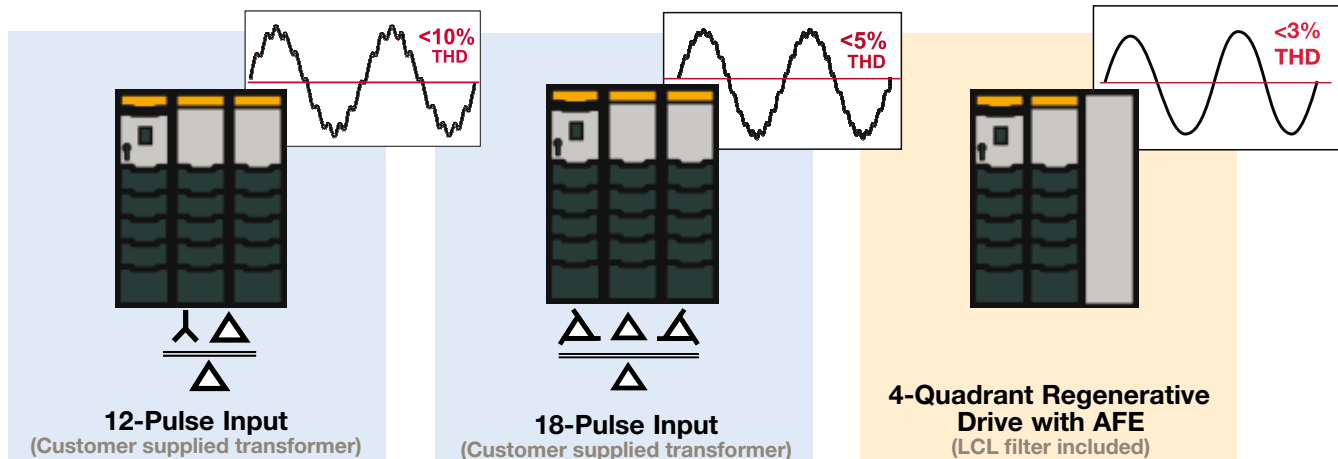 <10%
THD
<5%
THD
<3%
THD
12-Pulse Input
(Customer supplied transformer)
18-Pulse Input
(Customer supplied transformer)
4-Quadrant Regenerative
Drive with AFE
(LCL filter included)